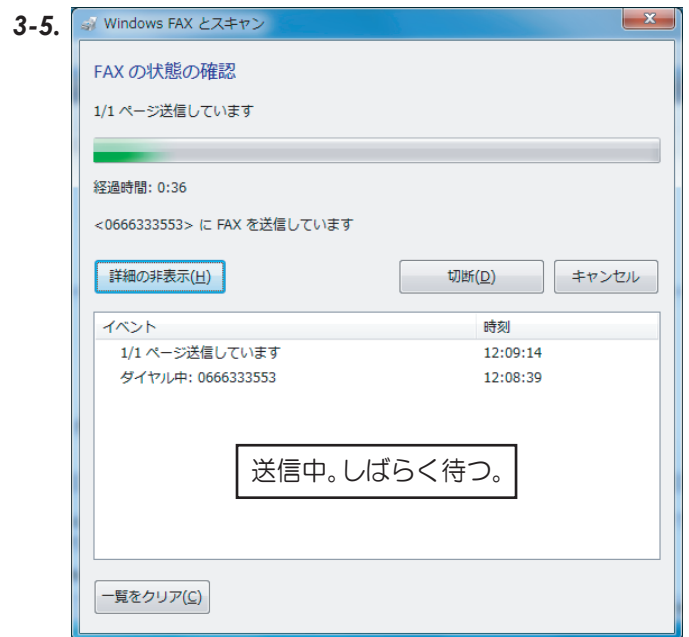 3-5.
Windows FAX とスキャン
FAX の状態の確認
1/1 ページ送信しています
経過時間: 0:36
<0666333553> に FAX を送信しています
詳細の非表示(H) 切断(D) キャンセル
イベント 時刻
1/1 ページ送信しています 12:09:14
ダイヤル中: 0666333553 12:08:39
送信中。しばらく待つ。
一覧をクリア(C)